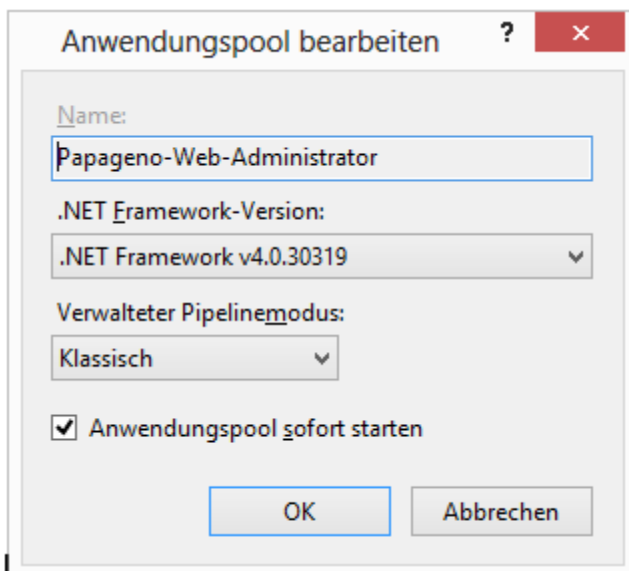 Anwendungspool bearbeiten ?
Name:
Papageno-Web-Administrator
.NET Framework-Version:
.NET Framework v4.0.30319
Verwalteter Pipelinemodus:
Klassisch
Anwendungspool sofort starten
OK Abbrechen